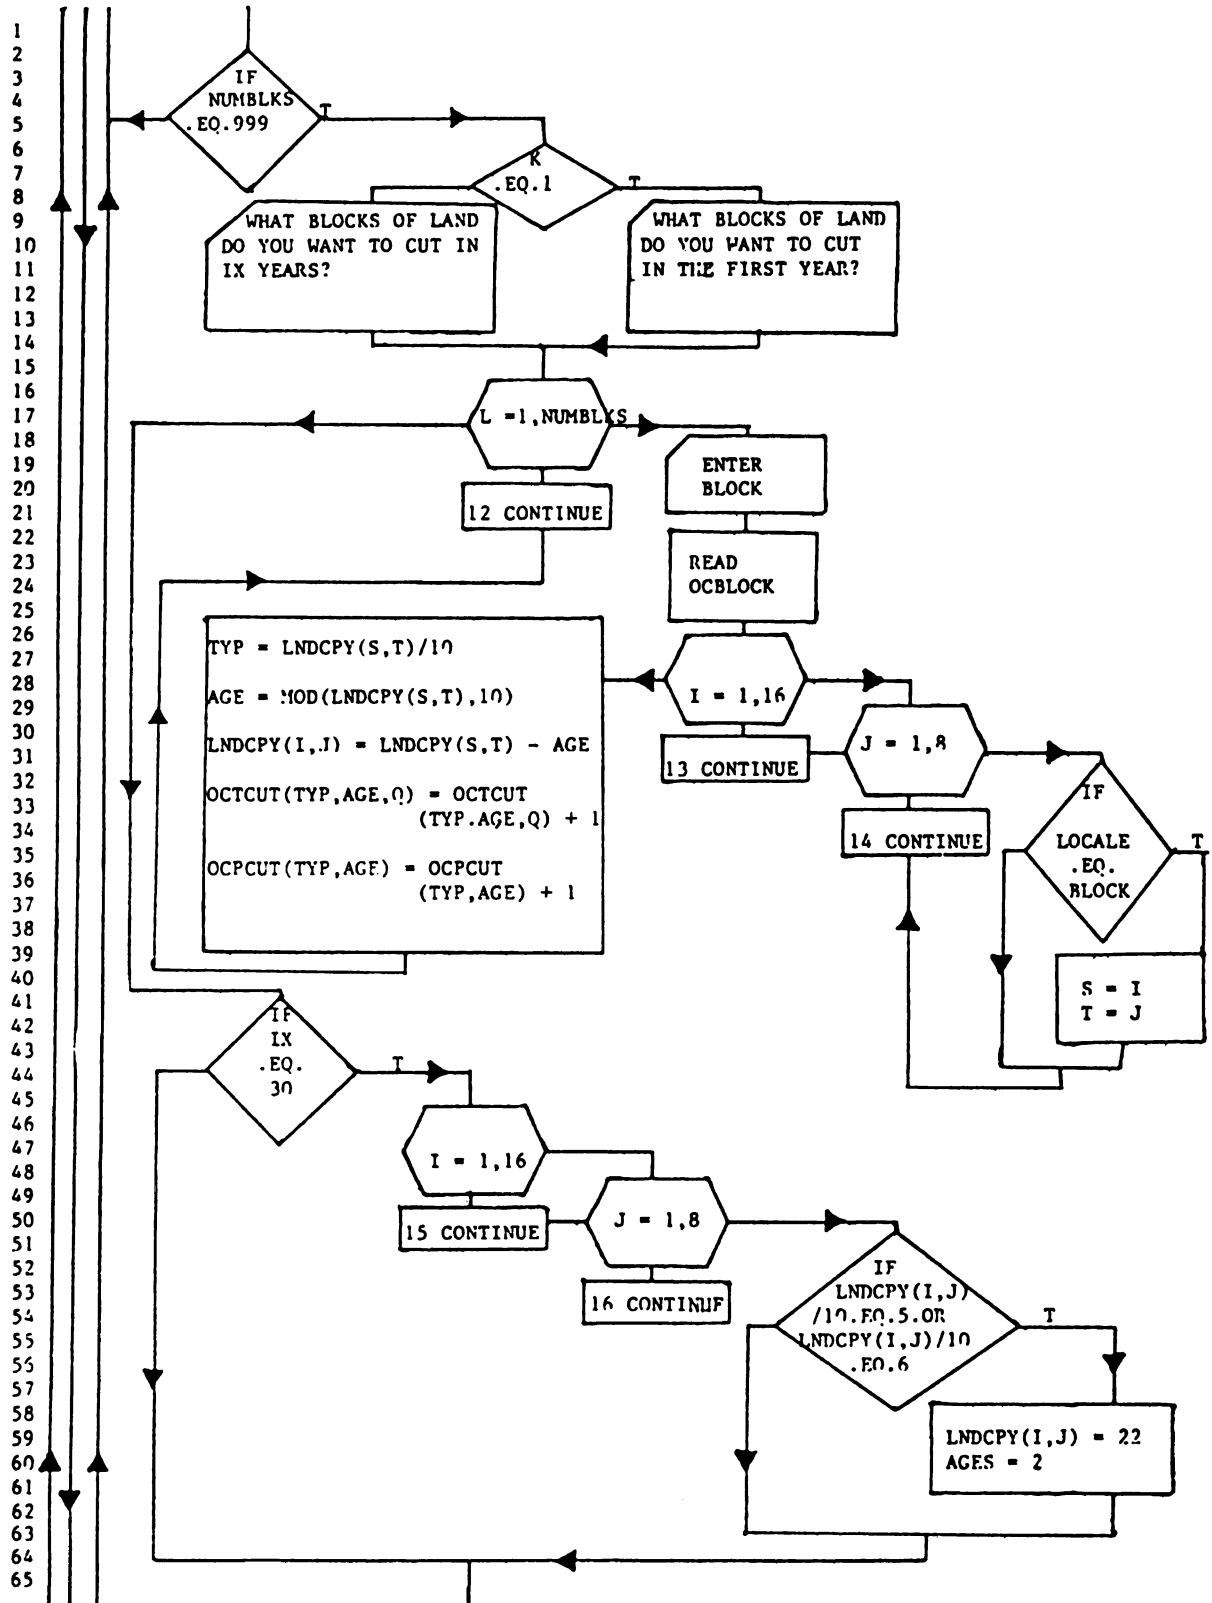 1
2
3
4
5
6
7
8
9
10
11
12
13
14
15
16
17
18
19
20
21
22
23
24
25
26
27
28
29
30
31
32
33
34
35
36
37
38
39
40
41
42
43
44
45
46
47
48
49
50
51
52
53
54
55
56
57
58
59
60
61
62
63
64
65
IF
NUMBLKS
.EQ.999
T
K
.EQ.1
T
WHAT BLOCKS OF LAND
DO YOU WANT TO CUT IN
IX YEARS?
WHAT BLOCKS OF LAND
DO YOU WANT TO CUT
IN THE FIRST YEAR?
L =1,NUMBLKS
12 CONTINUE
ENTER
BLOCK
READ
OCBLOCK
I = 1,16
13 CONTINUE
J = 1,8
14 CONTINUE
IF
LOCALE
.EQ.
BLOCK
T
S = I
T = J
TYP = LNDCPY(S,T)/10
AGE = MOD(LNDCPY(S,T),10)
LNDCPY(I,J) = LNDCPY(S,T) - AGE
OCTCUT(TYP,AGE,Q) = OCTCUT
(TYP.AGE,Q) + 1
OCPCUT(TYP,AGE) = OCPCUT
(TYP,AGE) + 1
IF
IX
.EQ.
30
T
I = 1,16
15 CONTINUE
J = 1,8
16 CONTINUE
IF
LNDCPY(I,J)
/10.EQ.5.OR
LNDCPY(I,J)/10
.EQ.6
T
LNDCPY(I,J) = 22
AGES = 2